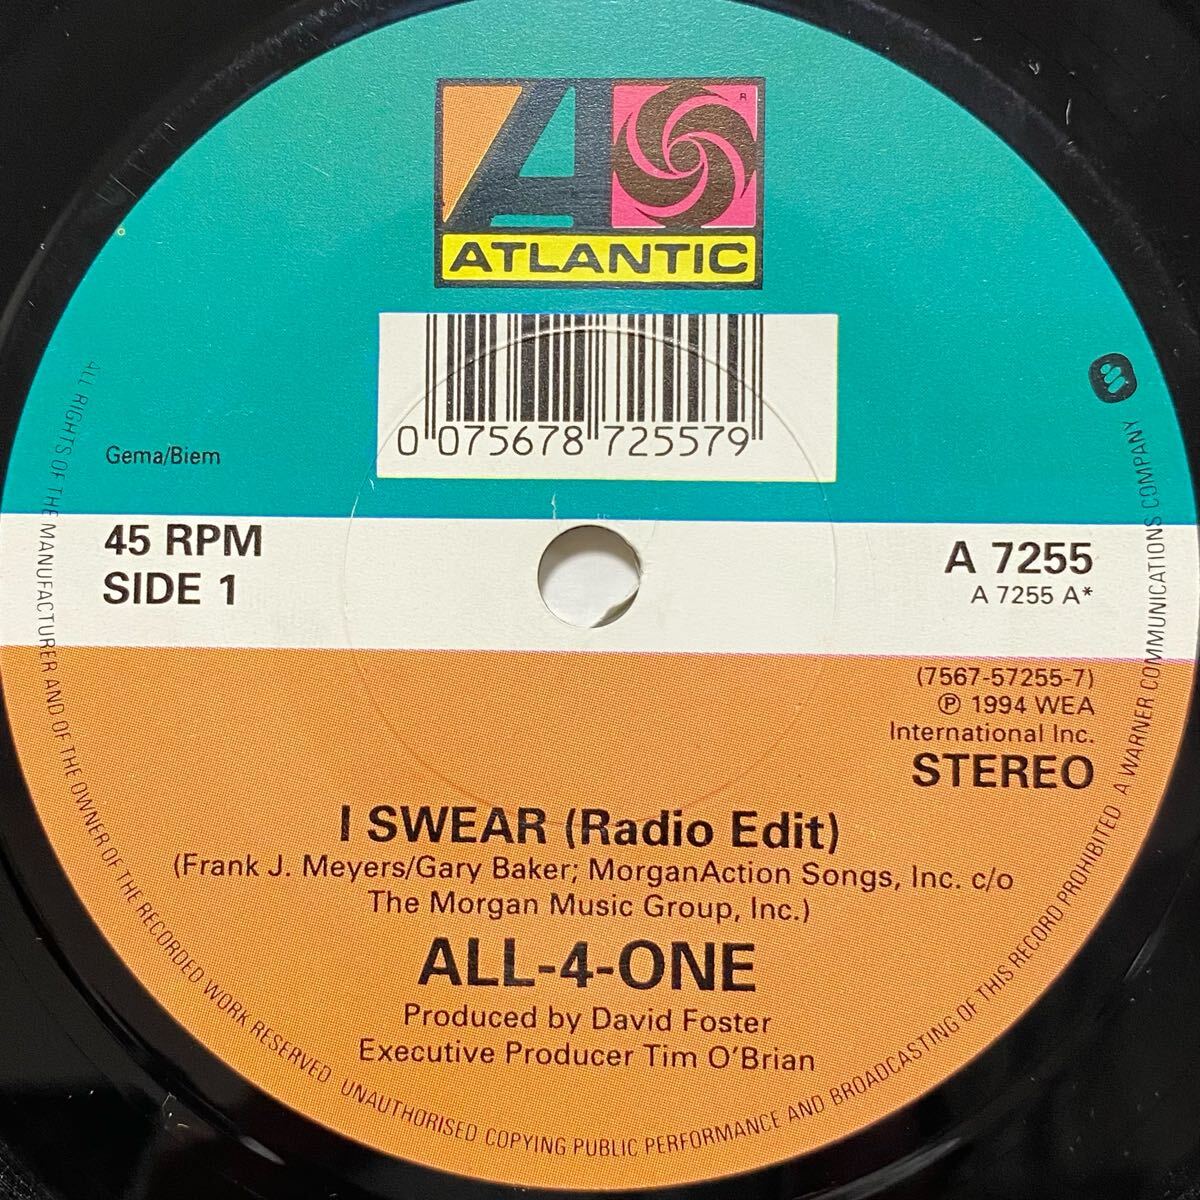 R
ATLANTIC
0 075678 725579
Gema/Biem
45 RPM
SIDE 1
A 7255
A 7255 A*
(7567-57255-7)
℗ 1994 WEA
International Inc.
STEREO
I SWEAR (Radio Edit)
(Frank J. Meyers/Gary Baker; MorganAction Songs, Inc. c/o
The Morgan Music Group, Inc.)
ALL-4-ONE
Produced by David Foster
Executive Producer Tim O'Brian
ALL RIGHTS OF THE MANUFACTURER AND OF THE OWNER OF THE RECORDED WORK RESERVED UNAUTHORISED COPYING PUBLIC PERFORMANCE AND BROADCASTING OF THIS RECORD PROHIBITED A WARNER COMMUNICATIONS COMPANY